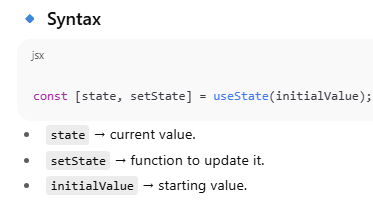 Syntax
jsx
const [state, setState] = useState(initialValue);
state → current value.
setState → function to update it.
initialValue → starting value.